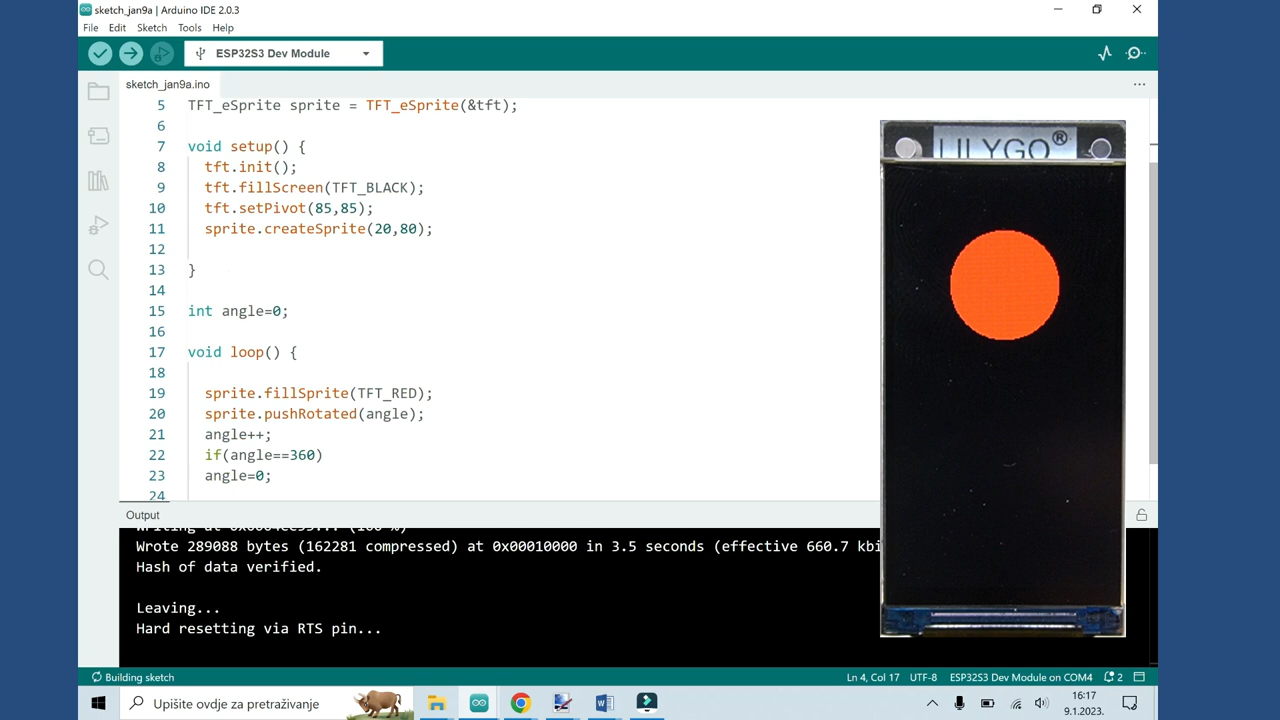 sketch_jan9a | Arduino IDE 2.0.3
File Edit Sketch Tools Help
ESP32S3 Dev Module
sketch_jan9a.ino
5 TFT_eSprite sprite = TFT_eSprite(&tft);
6
7 void setup() {
8 tft.init();
9 tft.fillScreen(TFT_BLACK);
10 tft.setPivot(85,85);
11 sprite.createSprite(20,80);
12
13 }
14
15 int angle=0;
16
17 void loop() {
18
19 sprite.fillSprite(TFT_RED);
20 sprite.pushRotated(angle);
21 angle++;
22 if(angle==360)
23 angle=0;
24
LILYGO®
Output
Wrote 289088 bytes (162281 compressed) at 0x00010000 in 3.5 seconds (effective 660.7 kbi
Hash of data verified.
Leaving...
Hard resetting via RTS pin...
Building sketch
Ln 4, Col 17 UTF-8 ESP32S3 Dev Module on COM4 2
Upišite ovdje za pretraživanje
16:17
9.1.2023.